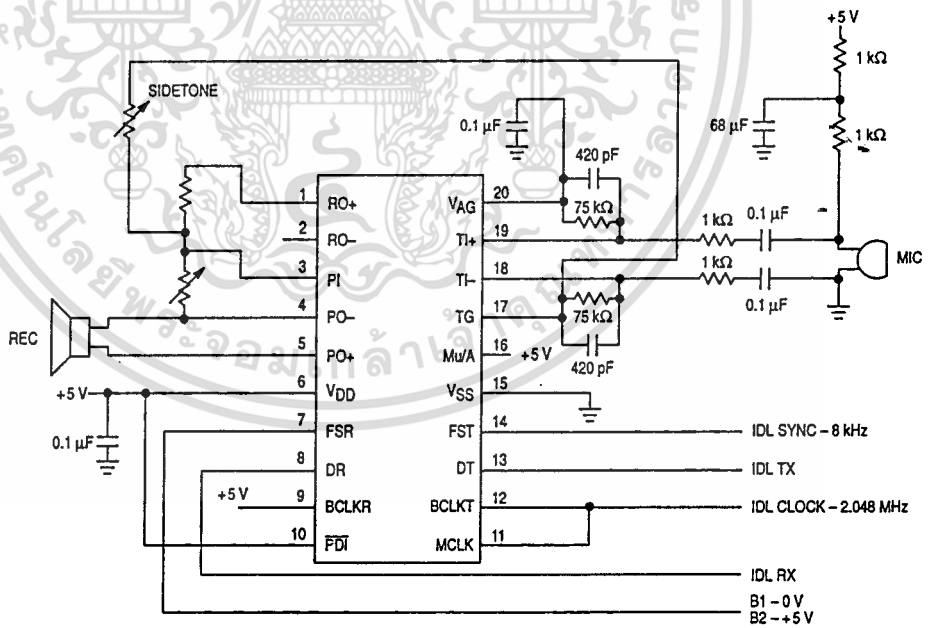 +5 V
1 kΩ
SIDETONE
0.1 µF
68 µF
1 kΩ
420 pF
1 RO+
VAG 20
75 kΩ
2 RO-
TI+ 19
1 kΩ
0.1 µF
3 PI
TI- 18
1 kΩ
0.1 µF
MIC
4 PO-
TG 17
75 kΩ
REC
5 PO+
Mu/A 16
+5 V
420 pF
+5 V
6 VDD
VSS 15
7 FSR
FST 14
IDL SYNC – 8 kHz
0.1 µF
8 DR
DT 13
IDL TX
+5 V
9 BCLKR
BCLKT 12
IDL CLOCK – 2.048 MHz
10 PDI
MCLK 11
IDL RX
B1 – 0 V
B2 – +5 V